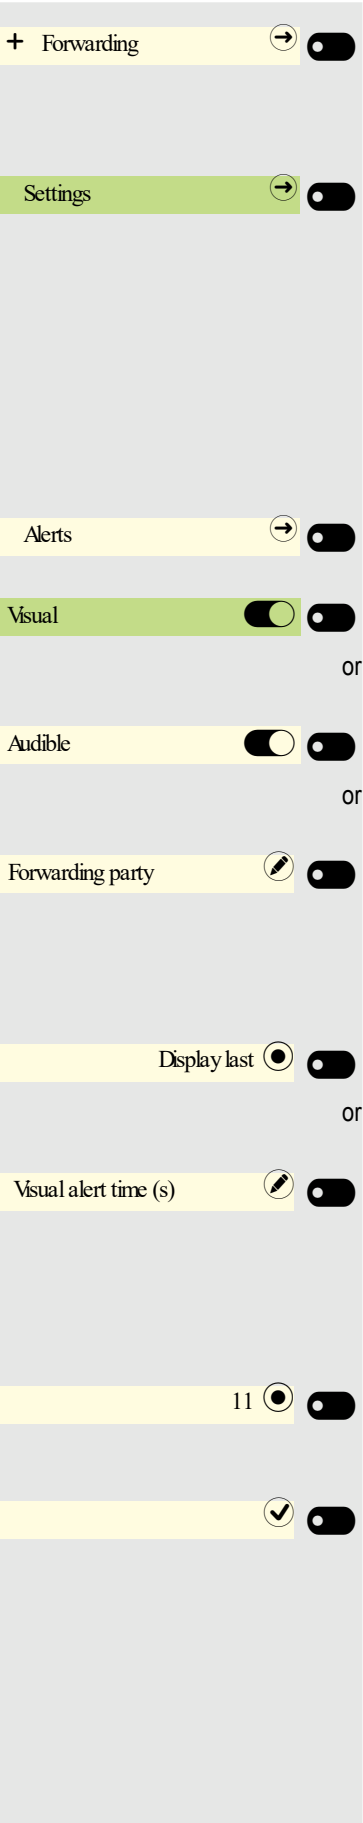 + Forwarding
Settings
Alerts
Visual
or
Audible
or
Forwarding party
Display last
or
Visual alert time (s)
11